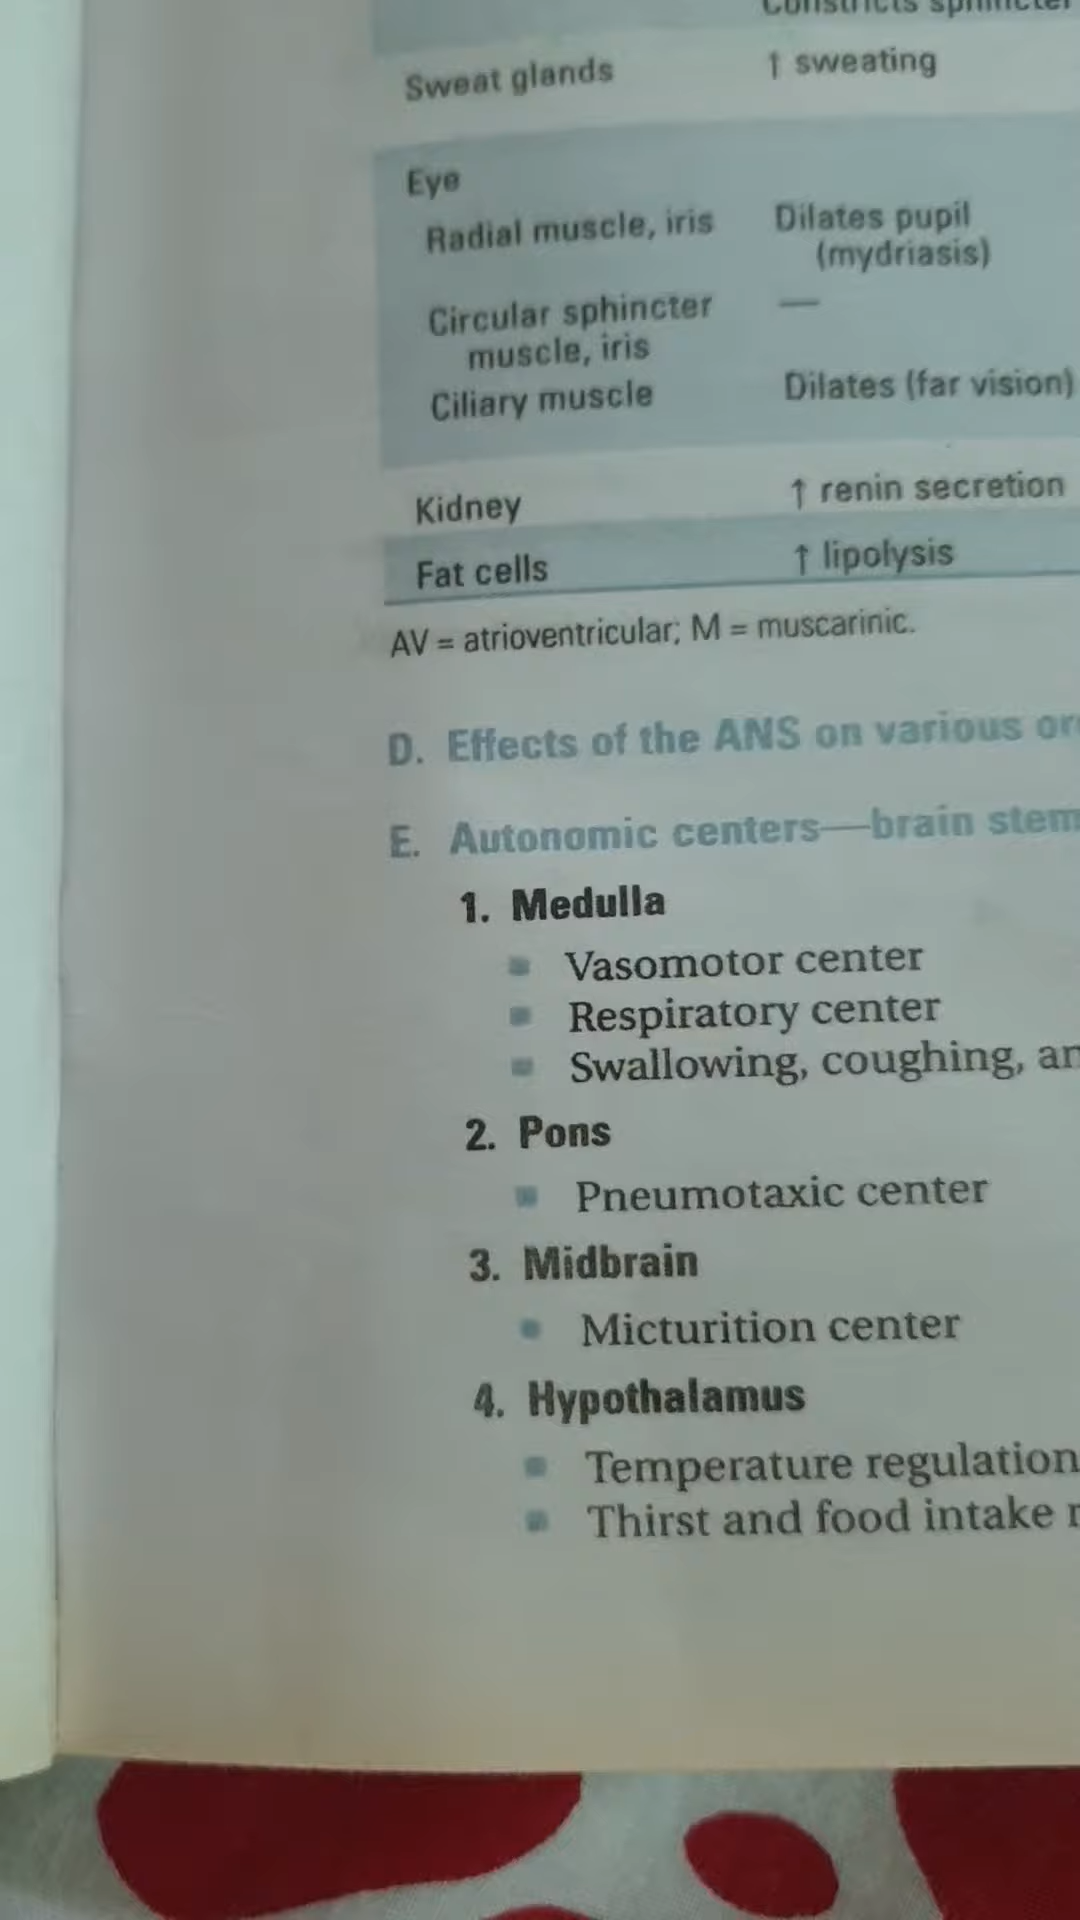 Constricts sphincter
Sweat glands ↑ sweating
Eye
Radial muscle, iris Dilates pupil
(mydriasis)
Circular sphincter —
muscle, iris
Ciliary muscle Dilates (far vision)
Kidney ↑ renin secretion
Fat cells ↑ lipolysis
AV = atrioventricular; M = muscarinic.
D. Effects of the ANS on various
E. Autonomic centers—brain stem
1. Medulla
Vasomotor center
Respiratory center
Swallowing, coughing,
2. Pons
Pneumotaxic center
3. Midbrain
Micturition center
4. Hypothalamus
Temperature regulation
Thirst and food intake